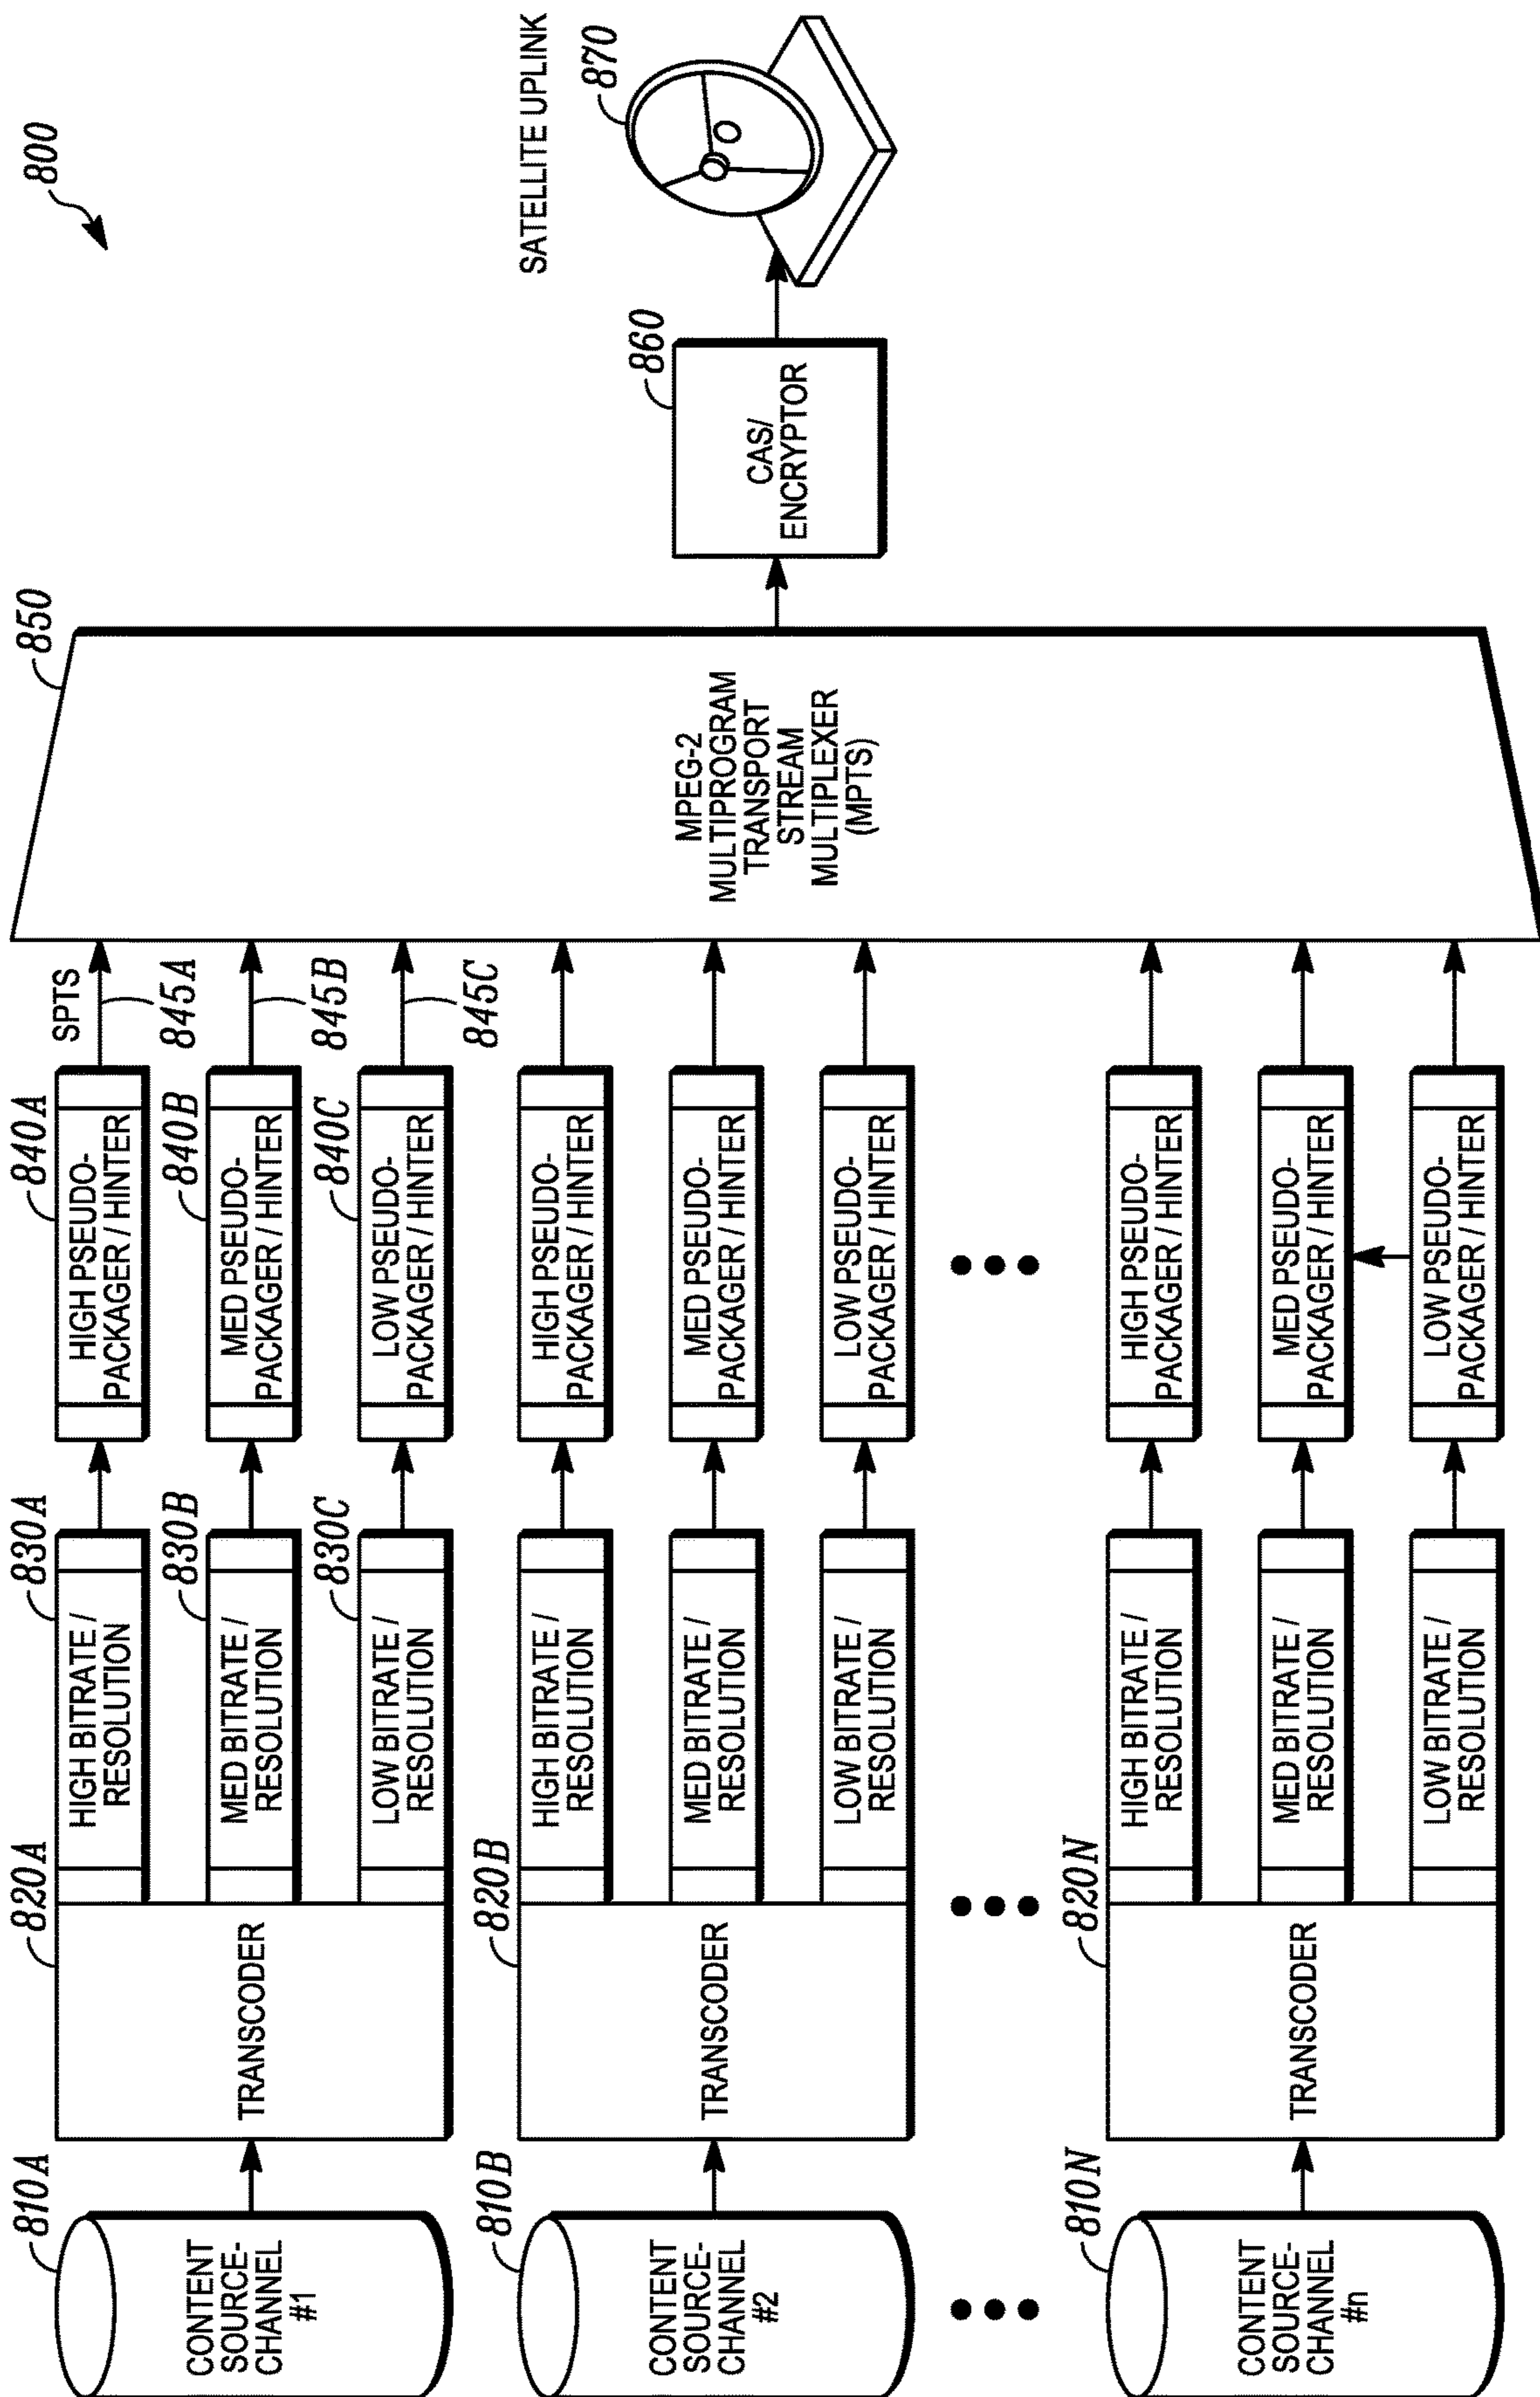 800
810A
CONTENT
SOURCE-
CHANNEL
#1
820A
TRANSCODER
830A
HIGH BITRATE /
RESOLUTION
830B
MED BITRATE /
RESOLUTION
830C
LOW BITRATE /
RESOLUTION
840A
HIGH PSEUDO-
PACKAGER / HINTER
840B
MED PSEUDO-
PACKAGER / HINTER
840C
LOW PSEUDO-
PACKAGER / HINTER
SPTS
845A
845B
845C
810B
CONTENT
SOURCE-
CHANNEL
#2
820B
TRANSCODER
HIGH BITRATE /
RESOLUTION
MED BITRATE /
RESOLUTION
LOW BITRATE /
RESOLUTION
HIGH PSEUDO-
PACKAGER / HINTER
MED PSEUDO-
PACKAGER / HINTER
LOW PSEUDO-
PACKAGER / HINTER
810N
CONTENT
SOURCE-
CHANNEL
#n
820N
TRANSCODER
HIGH BITRATE /
RESOLUTION
MED BITRATE /
RESOLUTION
LOW BITRATE /
RESOLUTION
HIGH PSEUDO-
PACKAGER / HINTER
MED PSEUDO-
PACKAGER / HINTER
LOW PSEUDO-
PACKAGER / HINTER
850
MPEG-2
MULTIPROGRAM
TRANSPORT
STREAM
MULTIPLEXER
(MPTS)
860
CAS/
ENCRYPTOR
SATELLITE UPLINK
870